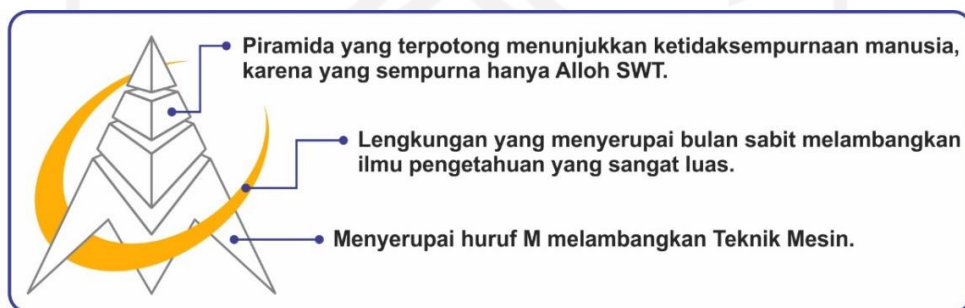 Piramida yang terpotong menunjukkan ketidaksempurnaan manusia,
karena yang sempurna hanya Alloh SWT.
Lengkungan yang menyerupai bulan sabit melambangkan
ilmu pengetahuan yang sangat luas.
Menyerupai huruf M melambangkan Teknik Mesin.